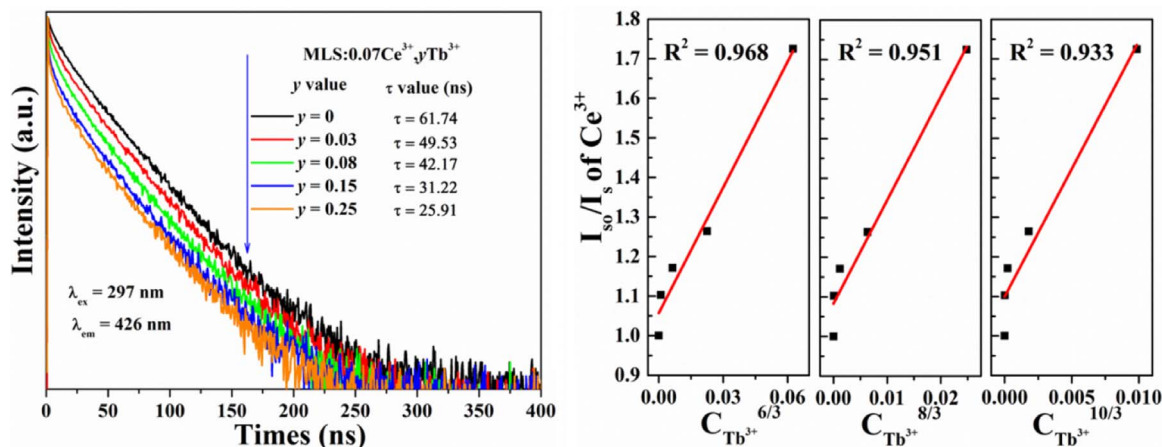 MLS:0.07Ce³⁺,yTb³⁺
y value τ value (ns)
y = 0 τ = 61.74
y = 0.03 τ = 49.53
y = 0.08 τ = 42.17
y = 0.15 τ = 31.22
y = 0.25 τ = 25.91
λex = 297 nm
λem = 426 nm
Intensity (a.u.)
0 50 100 150 200 250 300 350 400
Times (ns)
Iso/Is of Ce³⁺
1.8
1.7
1.6
1.5
1.4
1.3
1.2
1.1
1.0
0.9
R² = 0.968
R² = 0.951
R² = 0.933
0.00 0.03 0.06
0.00 0.01 0.02
0.000 0.005 0.010
CTb³⁺ 6/3
CTb³⁺ 8/3
CTb³⁺ 10/3